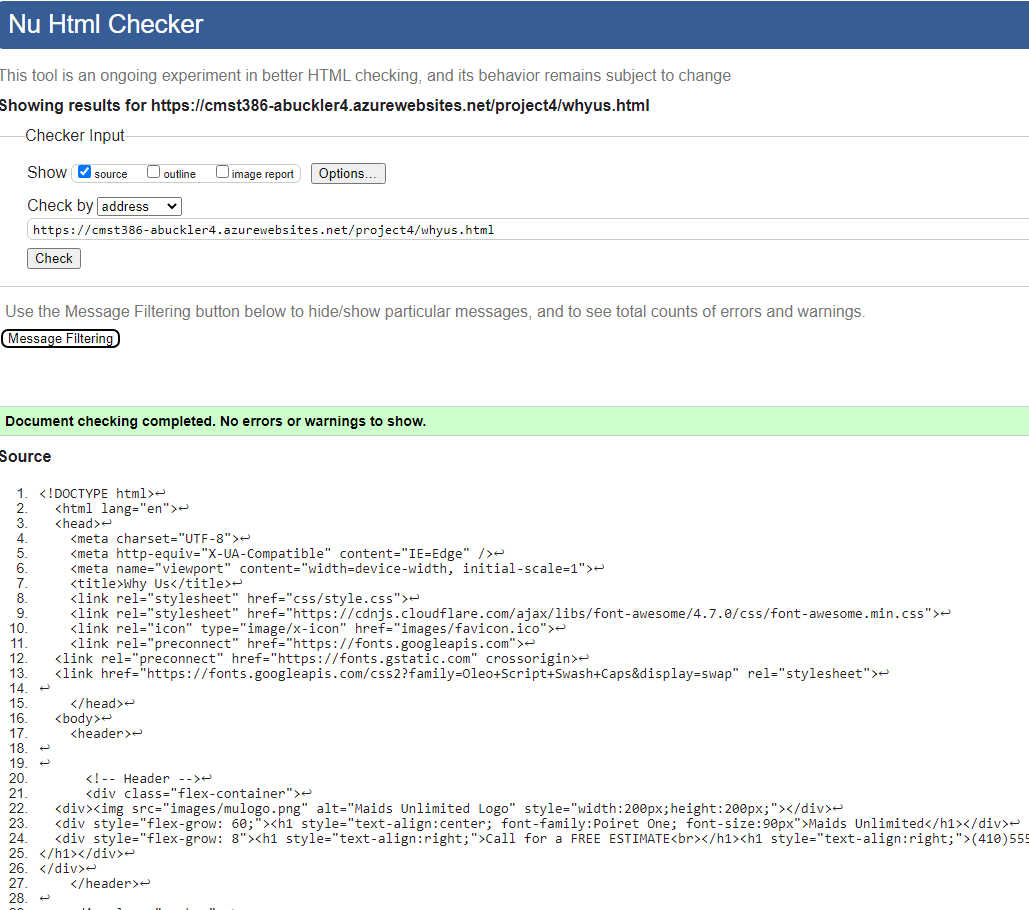 Nu Html Checker
This tool is an ongoing experiment in better HTML checking, and its behavior remains subject to change
Showing results for https://cmst386-abuckler4.azurewebsites.net/project4/whyus.html
Checker Input
Show source outline image report Options...
Check by address
https://cmst386-abuckler4.azurewebsites.net/project4/whyus.html
Check
Use the Message Filtering button below to hide/show particular messages, and to see total counts of errors and warnings.
Message Filtering
Document checking completed. No errors or warnings to show.
Source
1. <!DOCTYPE html>↩
2. <html lang="en">↩
3. <head>↩
4. <meta charset="UTF-8">↩
5. <meta http-equiv="X-UA-Compatible" content="IE=Edge" />↩
6. <meta name="viewport" content="width=device-width, initial-scale=1">↩
7. <title>Why Us</title>↩
8. <link rel="stylesheet" href="css/style.css">↩
9. <link rel="stylesheet" href="https://cdnjs.cloudflare.com/ajax/libs/font-awesome/4.7.0/css/font-awesome.min.css">↩
10. <link rel="icon" type="image/x-icon" href="images/favicon.ico">↩
11. <link rel="preconnect" href="https://fonts.googleapis.com">↩
12. <link rel="preconnect" href="https://fonts.gstatic.com" crossorigin>↩
13. <link href="https://fonts.googleapis.com/css2?family=Oleo+Script+Swash+Caps&display=swap" rel="stylesheet">↩
14. ↩
15. </head>↩
16. <body>↩
17. <header>↩
18. ↩
19. ↩
20. <!-- Header -->↩
21. <div class="flex-container">↩
22. <div><img src="images/mulogo.png" alt="Maids Unlimited Logo" style="width:200px;height:200px;"></div>↩
23. <div style="flex-grow: 60;"><h1 style="text-align:center; font-family:Poiret One; font-size:90px">Maids Unlimited</h1></div>↩
24. <div style="flex-grow: 8"><h1 style="text-align:right;">Call for a FREE ESTIMATE<br></h1><h1 style="text-align:right;">(410)555
25. </h1></div>↩
26. </div>↩
27. </header>↩
28. ↩